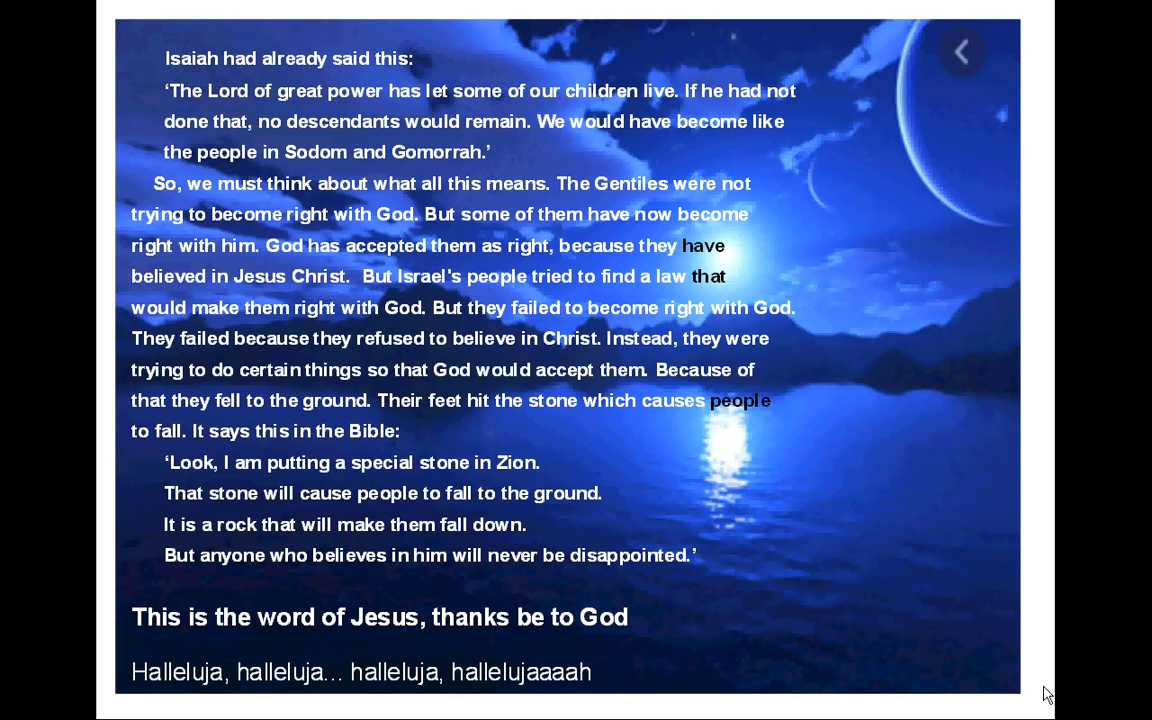 Isaiah had already said this:
‘The Lord of great power has let some of our children live. If he had not
done that, no descendants would remain. We would have become like
the people in Sodom and Gomorrah.’
So, we must think about what all this means. The Gentiles were not
trying to become right with God. But some of them have now become
right with him. God has accepted them as right, because they have
believed in Jesus Christ.  But Israel's people tried to find a law that
would make them right with God. But they failed to become right with God.
They failed because they refused to believe in Christ. Instead, they were
trying to do certain things so that God would accept them. Because of
that they fell to the ground. Their feet hit the stone which causes people
to fall. It says this in the Bible:
‘Look, I am putting a special stone in Zion.
That stone will cause people to fall to the ground.
It is a rock that will make them fall down.
But anyone who believes in him will never be disappointed.’
This is the word of Jesus, thanks be to God
Halleluja, halleluja... halleluja, hallelujaaaah